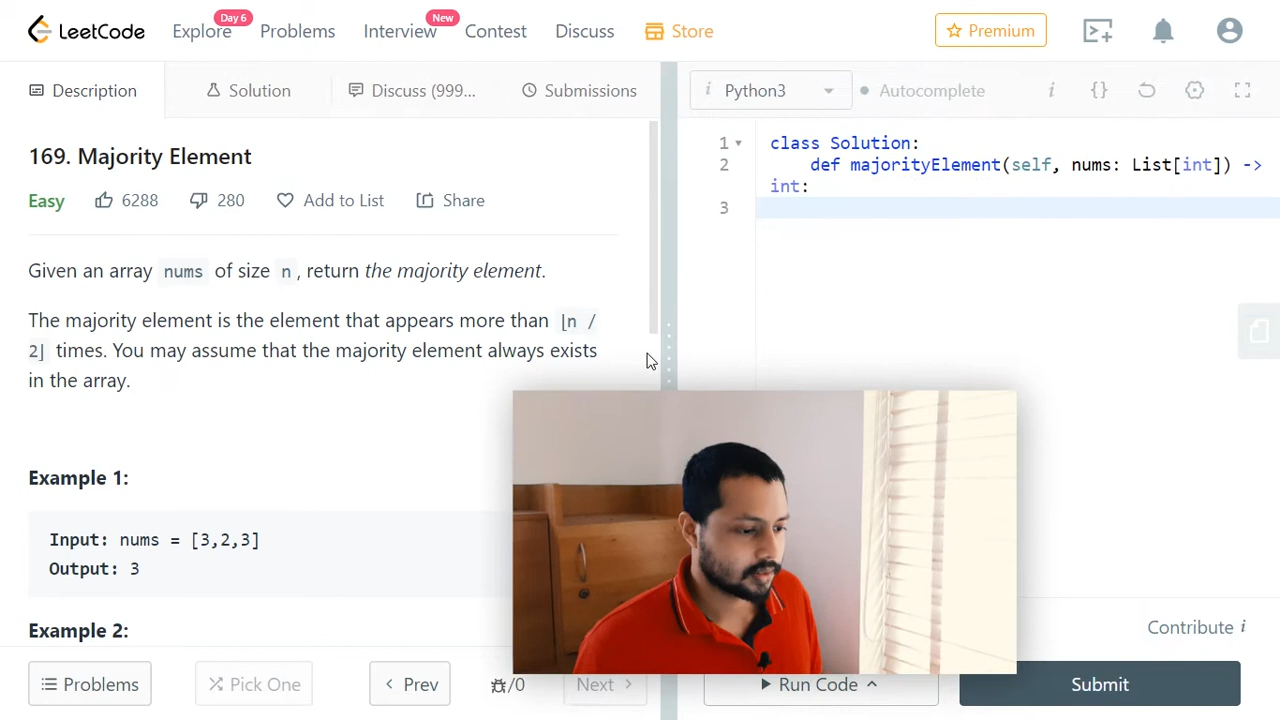 LeetCode Explore Day 6 Problems Interview New Contest Discuss Store Premium
Description Solution Discuss (999... Submissions
i Python3 Autocomplete i {}
169. Majority Element
Easy 6288 280 Add to List Share
Given an array nums of size n, return the majority element.
The majority element is the element that appears more than ⌊n /
2⌋ times. You may assume that the majority element always exists
in the array.
Example 1:
Input: nums = [3,2,3]
Output: 3
Example 2:
1 class Solution:
2 def majorityElement(self, nums: List[int]) ->
int:
3
Contribute i
Problems Pick One < Prev /0 Next > Run Code Submit